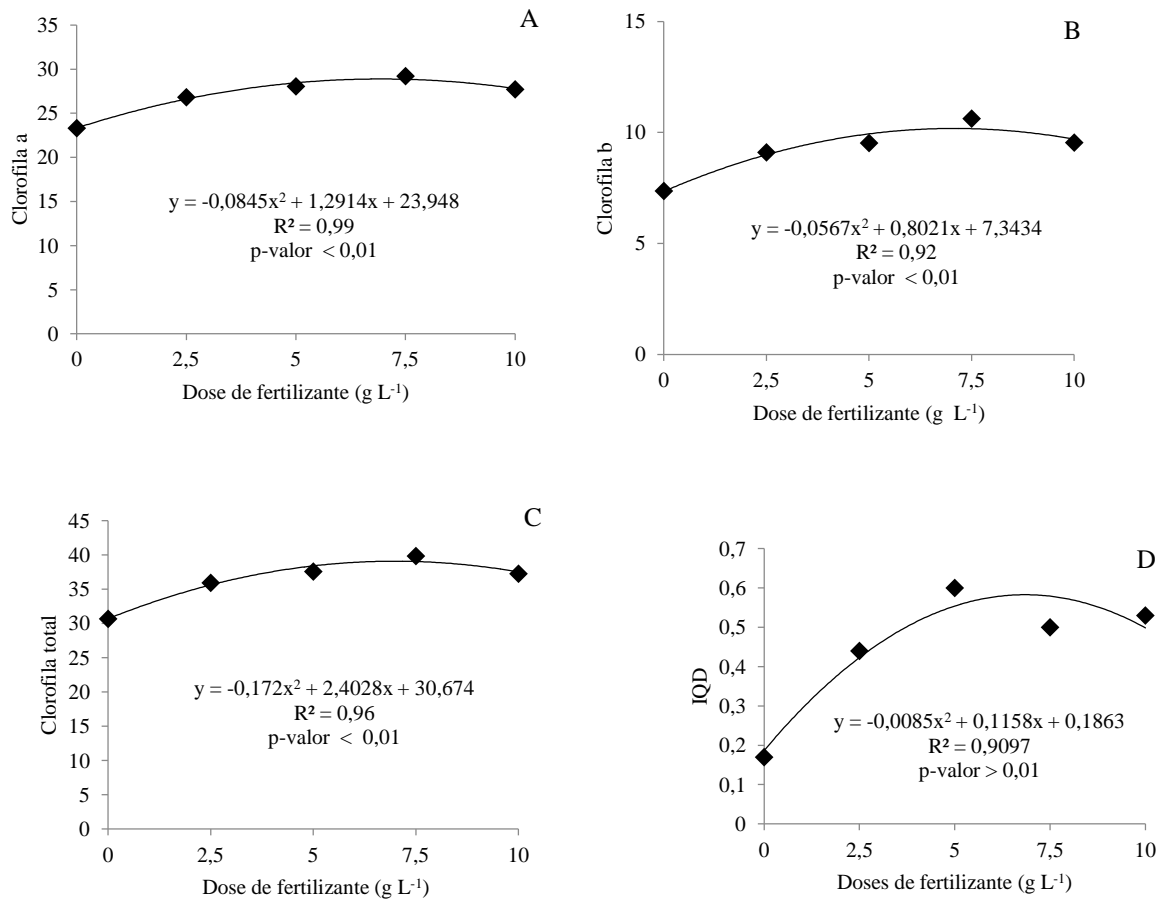 A
35
30
25
20
15
10
5
0
Clorofila a
y = -0,0845x² + 1,2914x + 23,948
R² = 0,99
p-valor < 0,01
0 2,5 5 7,5 10
Dose de fertilizante (g L⁻¹)
B
15
10
5
0
Clorofila b
y = -0,0567x² + 0,8021x + 7,3434
R² = 0,92
p-valor < 0,01
0 2,5 5 7,5 10
Dose de fertilizante (g L⁻¹)
C
45
40
35
30
25
20
15
10
5
0
Clorofila total
y = -0,172x² + 2,4028x + 30,674
R² = 0,96
p-valor < 0,01
0 2,5 5 7,5 10
Dose de fertilizante (g L⁻¹)
D
0,7
0,6
0,5
0,4
0,3
0,2
0,1
0
IQD
y = -0,0085x² + 0,1158x + 0,1863
R² = 0,9097
p-valor > 0,01
0 2,5 5 7,5 10
Doses de fertilizante (g L⁻¹)